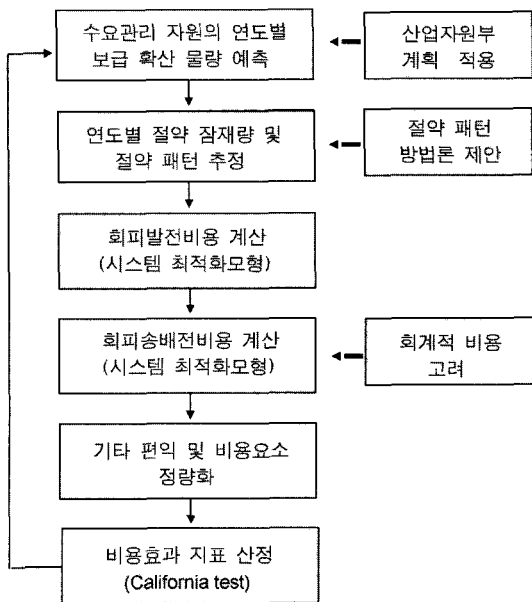 수요관리 자원의 연도별
보급 확산 물량 예측
산업자원부
계획 적용
연도별 절약 잠재량 및
절약 패턴 추정
절약 패턴
방법론 제안
회피발전비용 계산
(시스템 최적화모형)
회피송배전비용 계산
(시스템 최적화모형)
회계적 비용
고려
기타 편익 및 비용요소
정량화
비용효과 지표 산정
(California test)